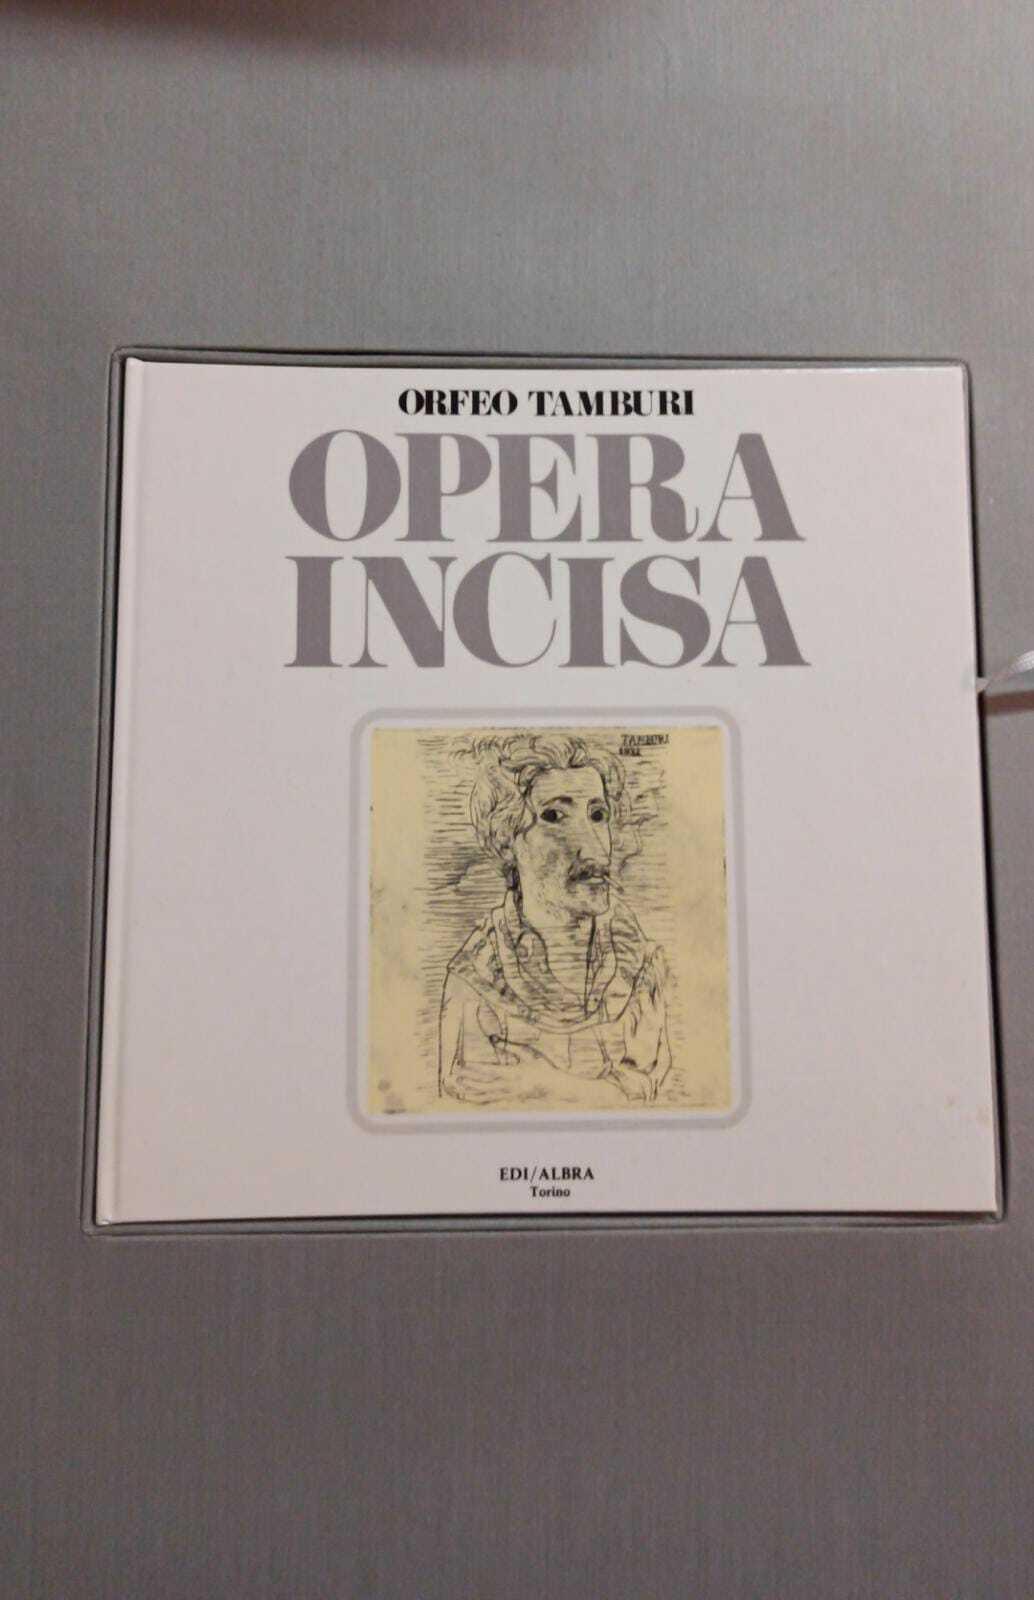 ORFEO TAMBURI
OPERA
INCISA
TAMBURI
EDI/ALBRA
Torino